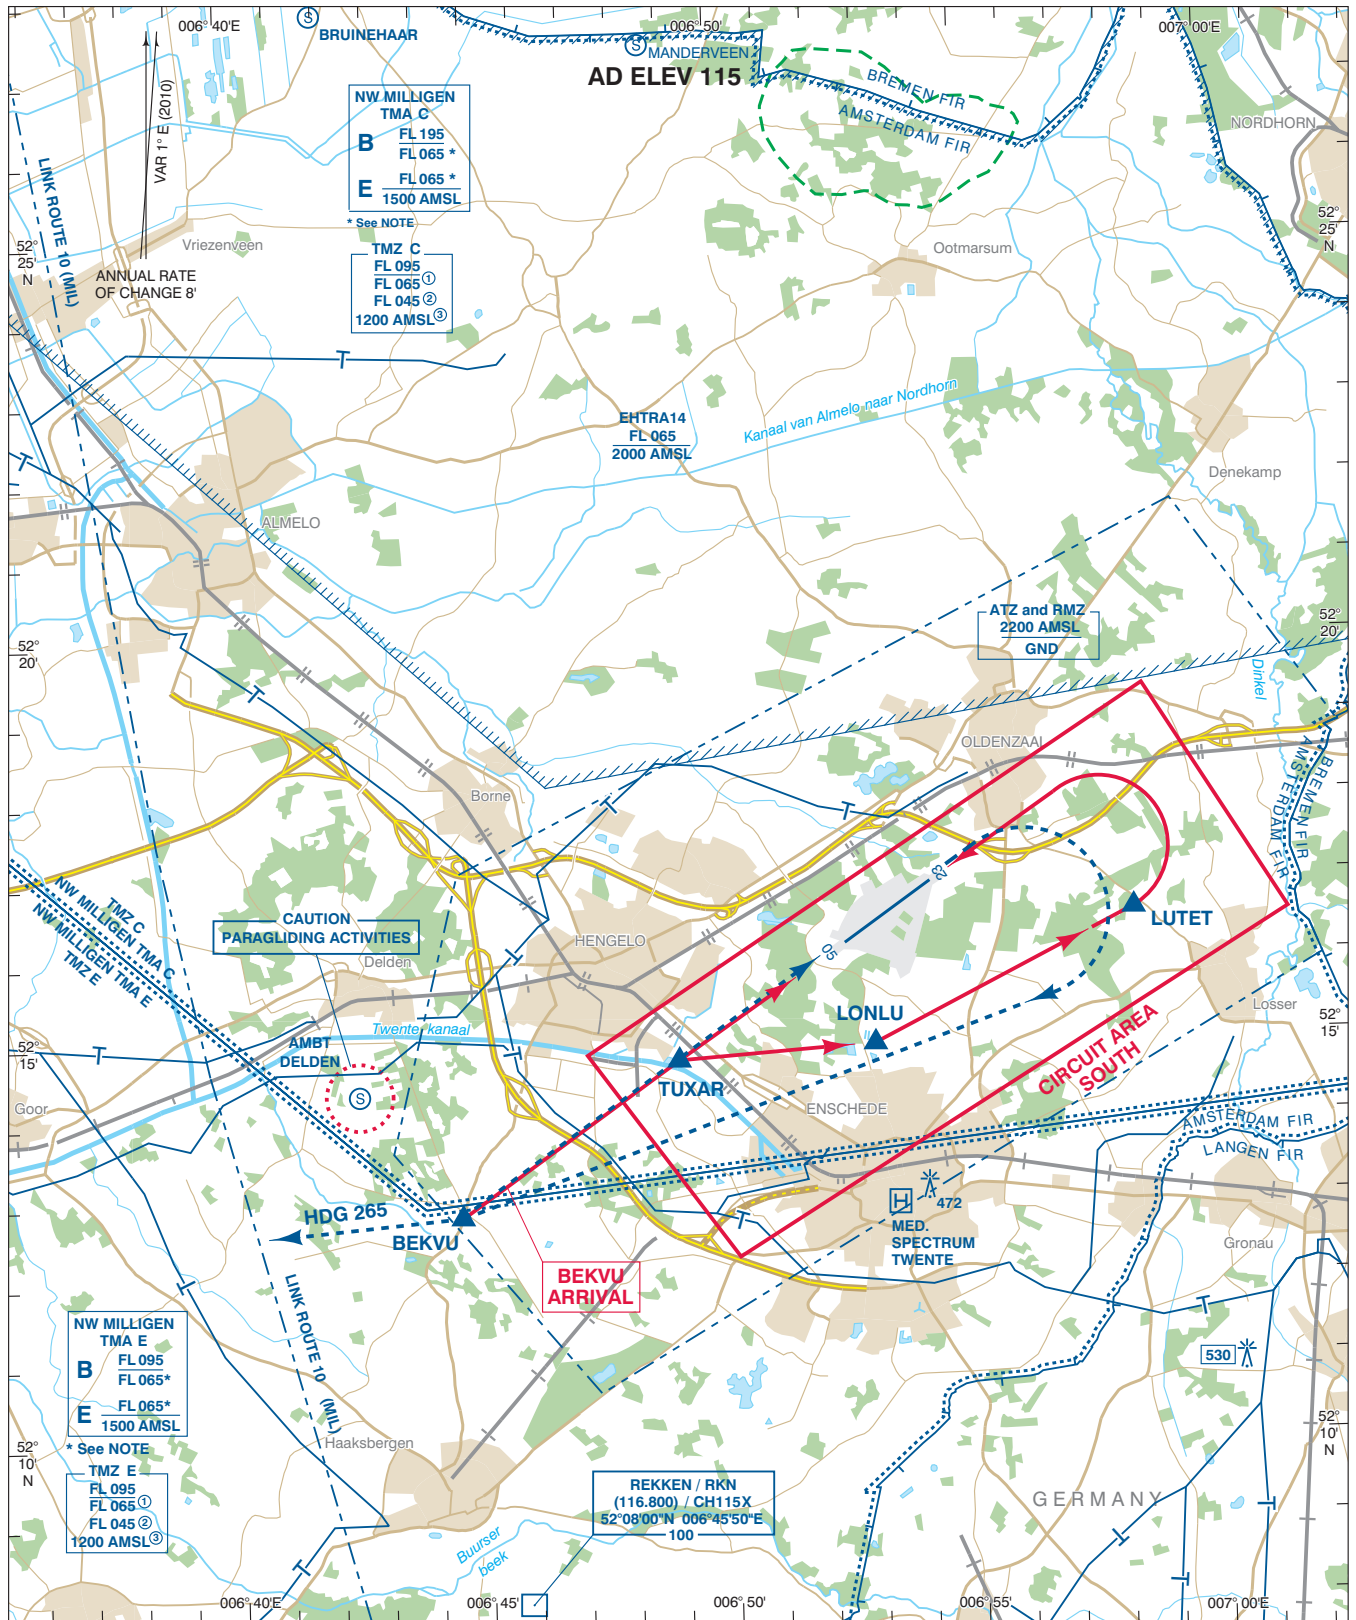 006° 40'E
006° 50'
007° 00'E
BRUINEHAAR
MANDERVEEN
AD ELEV 115
BREMEN FIR
AMSTERDAM FIR
NORDHORN
VAR 1° E (2010)
ANNUAL RATE
OF CHANGE 8'
LINK ROUTE 10 (MIL)
NW MILLIGEN
TMA C
B
FL 195
FL 065 *
E
FL 065 *
1500 AMSL
* See NOTE
TMZ C
FL 095
FL 065 ①
FL 045 ②
1200 AMSL ③
Vriezenveen
52°
25'
N
52°
25'
N
Ootmarsum
EHTRA14
FL 065
2000 AMSL
Kanaal van Almelo naar Nordhorn
Denekamp
ALMELO
ATZ and RMZ
2200 AMSL
GND
52°
20'
52°
20'
Dinkel
OLDENZAAL
BREMEN FIR
AMSTERDAM FIR
Borne
23
05
LUTET
TMZ C
NW MILLIGEN TMA C
NW MILLIGEN TMA E
TMZ E
CAUTION
PARAGLIDING ACTIVITIES
Delden
HENGELO
Losser
LONLU
Twente kanaal
AMBT
DELDEN
S
52°
15'
52°
15'
TUXAR
CIRCUIT AREA
SOUTH
Goor
ENSCHEDE
AMSTERDAM FIR
LANGEN FIR
HDG 265
BEKVU
472
H
MED.
SPECTRUM
TWENTE
Gronau
BEKVU
ARRIVAL
LINK ROUTE 10 (MIL)
NW MILLIGEN
TMA E
B
FL 095
FL 065*
E
FL 065*
1500 AMSL
* See NOTE
TMZ E
FL 095
FL 065 ①
FL 045 ②
1200 AMSL ③
530
52°
10'
N
52°
10'
N
Haaksbergen
REKKEN / RKN
(116.800) / CH115X
52°08'00"N 006°45'50"E
100
GERMANY
Buurser
beek
006° 40'E
006° 45'
006° 50'
006° 55'
007° 00'E